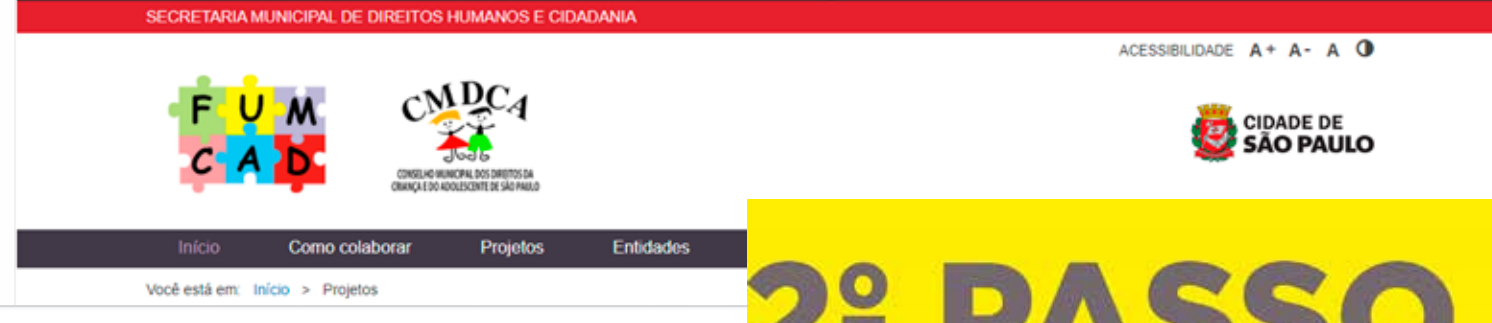 SECRETARIA MUNICIPAL DE DIREITOS HUMANOS E CIDADANIA
ACESSIBILIDADE A+ A- A
FUM
CAD
CMDCA
CONSELHO MUNICIPAL DOS DIREITOS DA
CRIANÇA E DO ADOLESCENTE DE SÃO PAULO
CIDADE DE
SÃO PAULO
Início Como colaborar Projetos Entidades
Você está em: Início > Projetos
2º PASSO